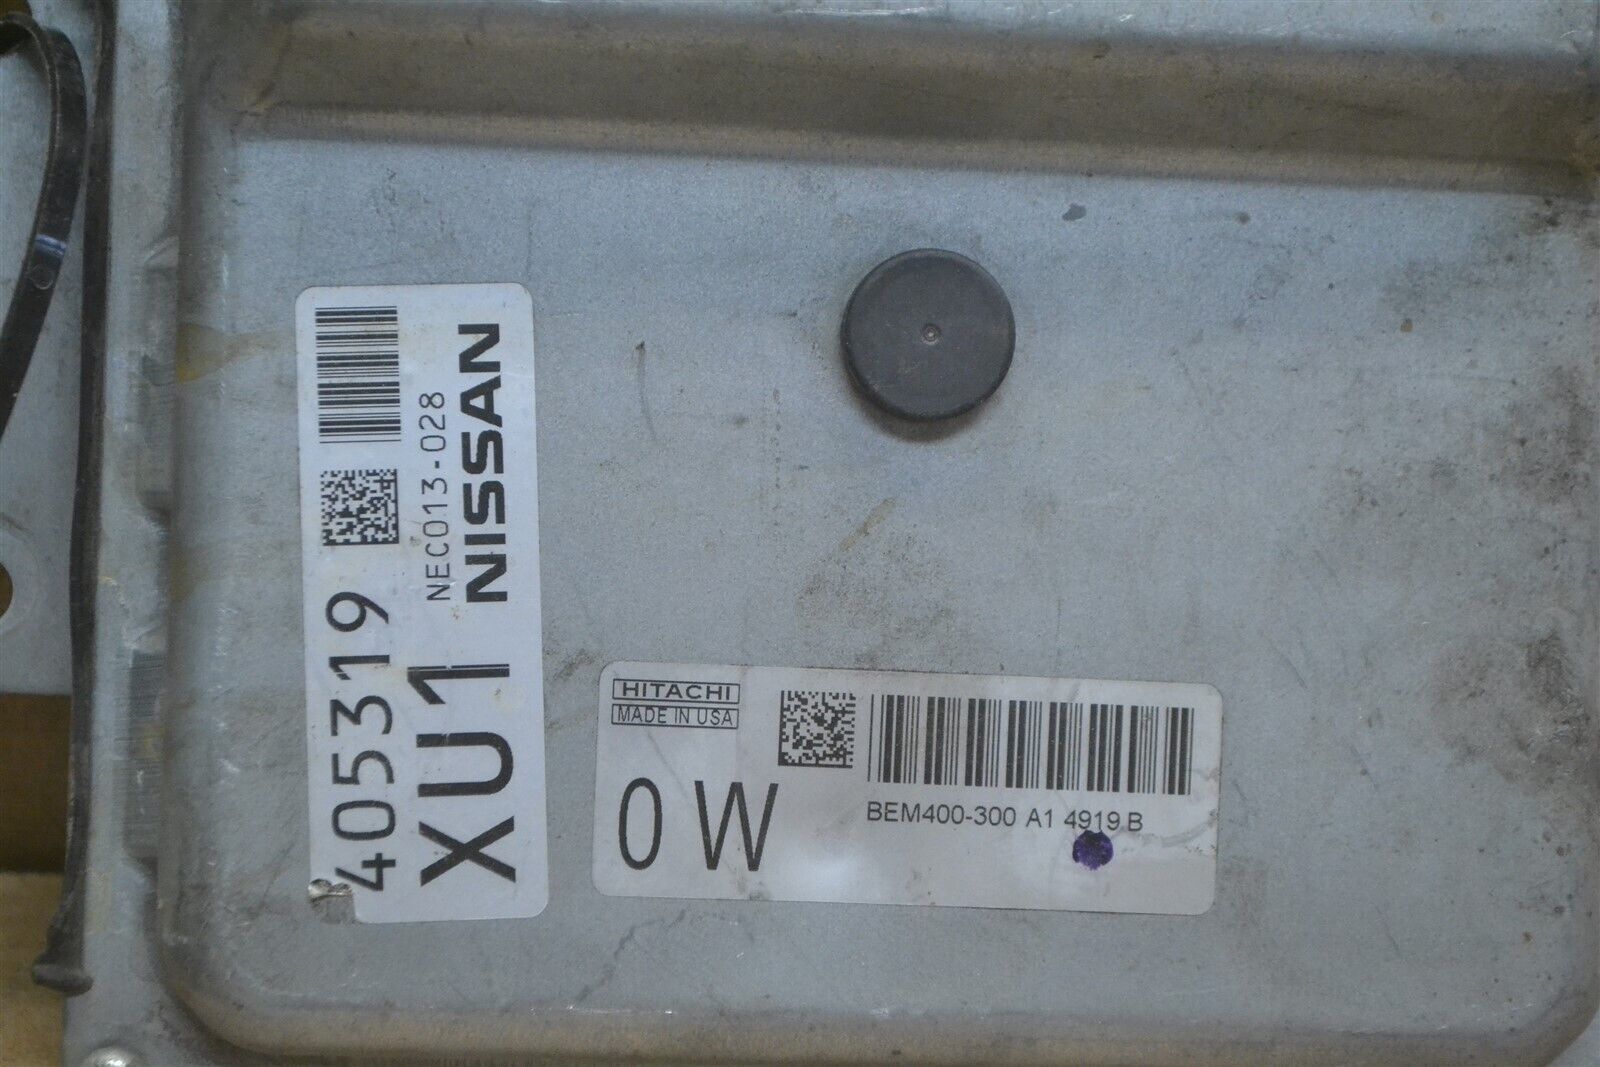 405319
XU1
NEC013-028
NISSAN
HITACHI
MADE IN USA
0 W
BEM400-300 A1 4919 B